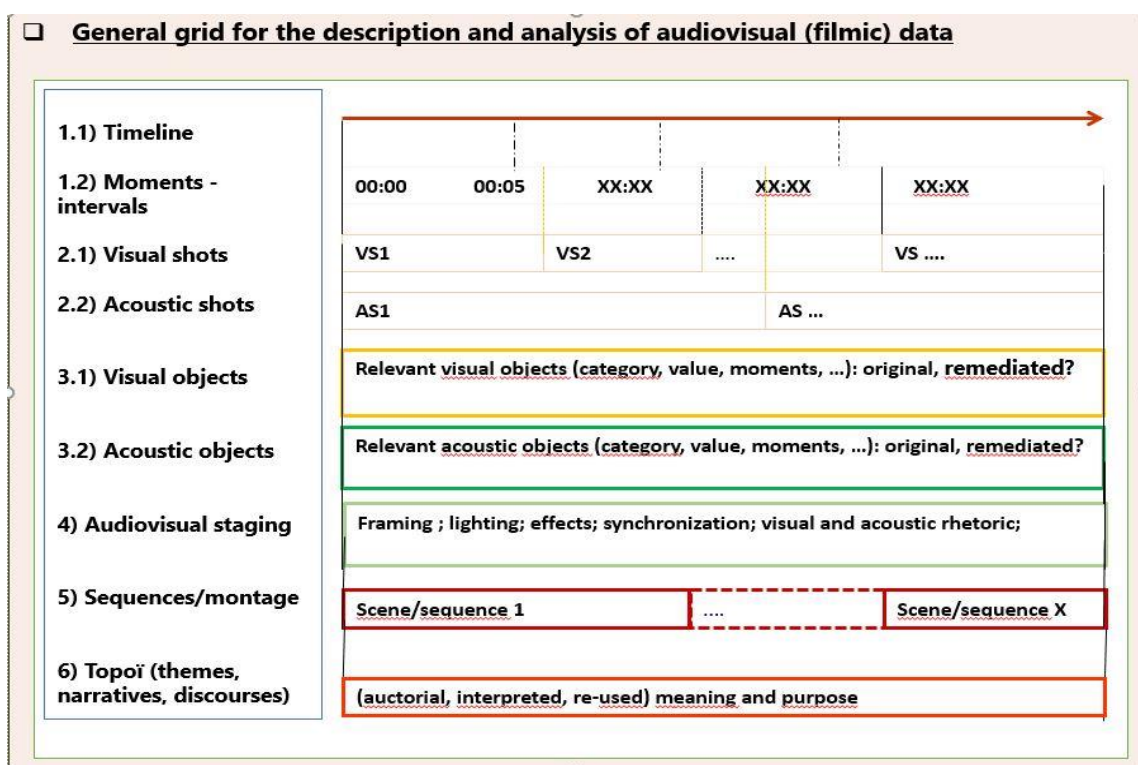 General grid for the description and analysis of audiovisual (filmic) data
1.1) Timeline
1.2) Moments -
intervals
00:00 00:05 XX:XX XX:XX XX:XX
2.1) Visual shots
VS1 VS2 .... VS ....
2.2) Acoustic shots
AS1 AS ...
3.1) Visual objects
Relevant visual objects (category, value, moments, ...): original, remediated?
3.2) Acoustic objects
Relevant acoustic objects (category, value, moments, ...): original, remediated?
4) Audiovisual staging
Framing ; lighting; effects; synchronization; visual and acoustic rhetoric;
5) Sequences/montage
Scene/sequence 1 .... Scene/sequence X
6) Topoï (themes,
narratives, discourses)
(auctorial, interpreted, re-used) meaning and purpose